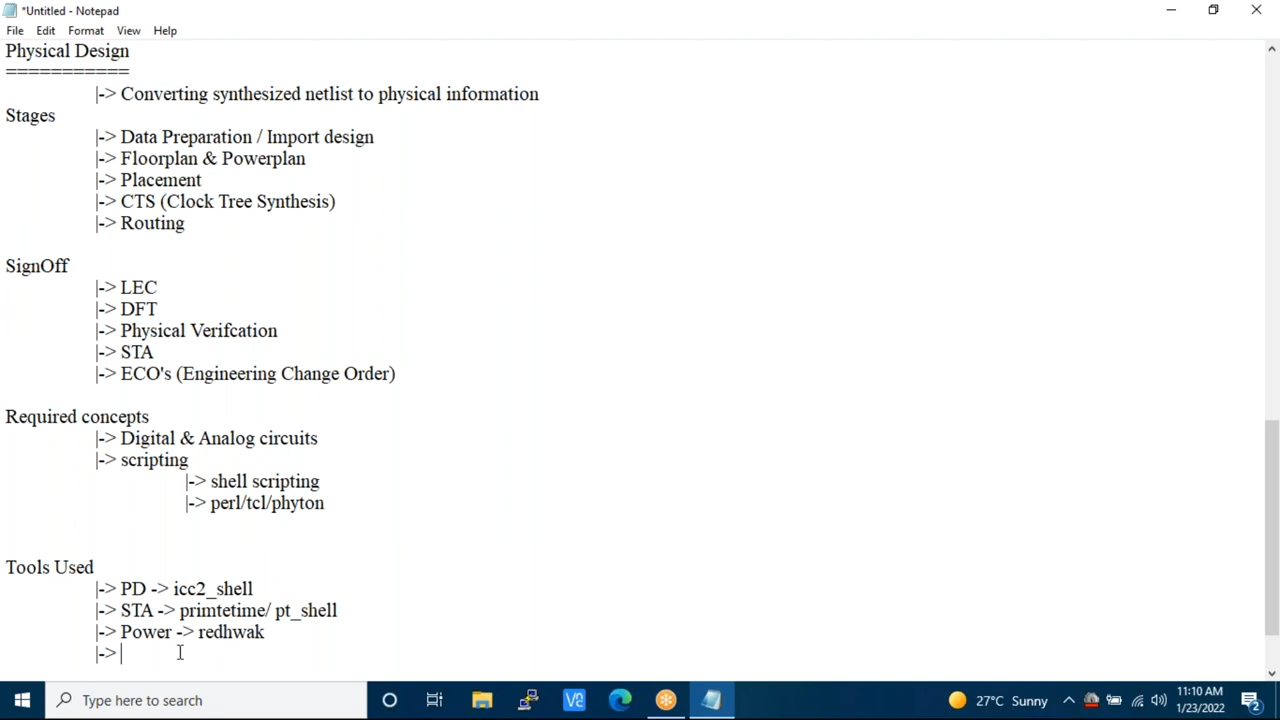 *Untitled - Notepad
File Edit Format View Help
Physical Design
===========
|-> Converting synthesized netlist to physical information
Stages
|-> Data Preparation / Import design
|-> Floorplan & Powerplan
|-> Placement
|-> CTS (Clock Tree Synthesis)
|-> Routing
SignOff
|-> LEC
|-> DFT
|-> Physical Verifcation
|-> STA
|-> ECO's (Engineering Change Order)
Required concepts
|-> Digital & Analog circuits
|-> scripting
|-> shell scripting
|-> perl/tcl/phyton
Tools Used
|-> PD -> icc2_shell
|-> STA -> primtetime/ pt_shell
|-> Power -> redhwak
|->
Type here to search
27°C Sunny
11:10 AM
1/23/2022
2